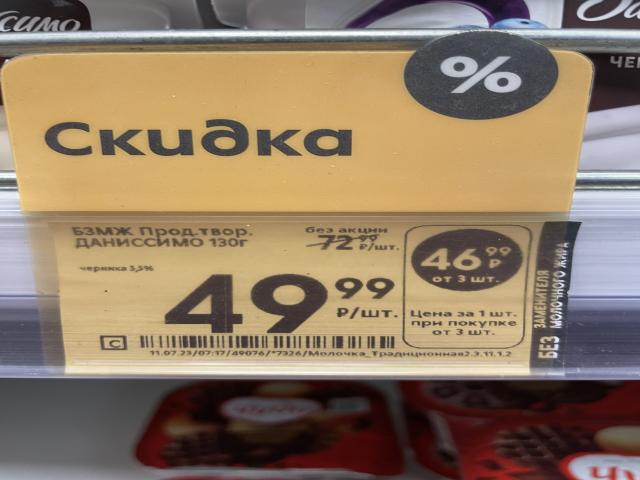 %
Скидка
БЗМЖ Прод.твор.
ДАНИССИМО 130г
черника 5,5%
без акции
72 99
₽/шт.
49 99
₽/шт.
46 99
₽
от 3 шт.
Цена за 1 шт.
при покупке
от 3 шт.
БЕЗ ЗАМЕНИТЕЛЯ
МОЛОЧНОГО ЖИРА
С
11.07.23/07:17/49076/*7326/Молочка_Традиционная2.3.11.1.2
Чудо